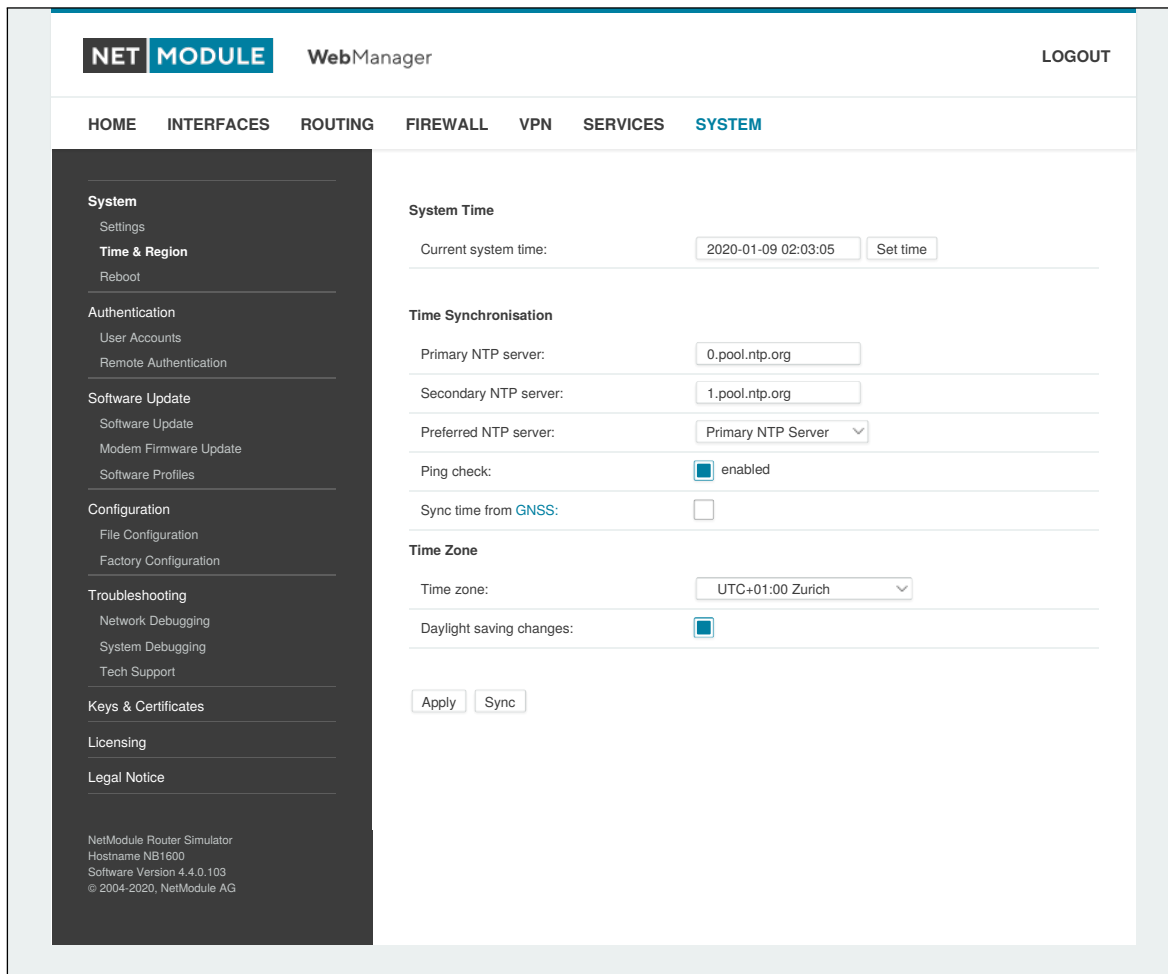 NET MODULE WebManager LOGOUT
HOME INTERFACES ROUTING FIREWALL VPN SERVICES SYSTEM
System
Settings
Time & Region
Reboot
Authentication
User Accounts
Remote Authentication
Software Update
Software Update
Modem Firmware Update
Software Profiles
Configuration
File Configuration
Factory Configuration
Troubleshooting
Network Debugging
System Debugging
Tech Support
Keys & Certificates
Licensing
Legal Notice
NetModule Router Simulator
Hostname NB1600
Software Version 4.4.0.103
© 2004-2020, NetModule AG
System Time
Current system time: 2020-01-09 02:03:05 Set time
Time Synchronisation
Primary NTP server: 0.pool.ntp.org
Secondary NTP server: 1.pool.ntp.org
Preferred NTP server: Primary NTP Server
Ping check: enabled
Sync time from GNSS:
Time Zone
Time zone: UTC+01:00 Zurich
Daylight saving changes:
Apply Sync